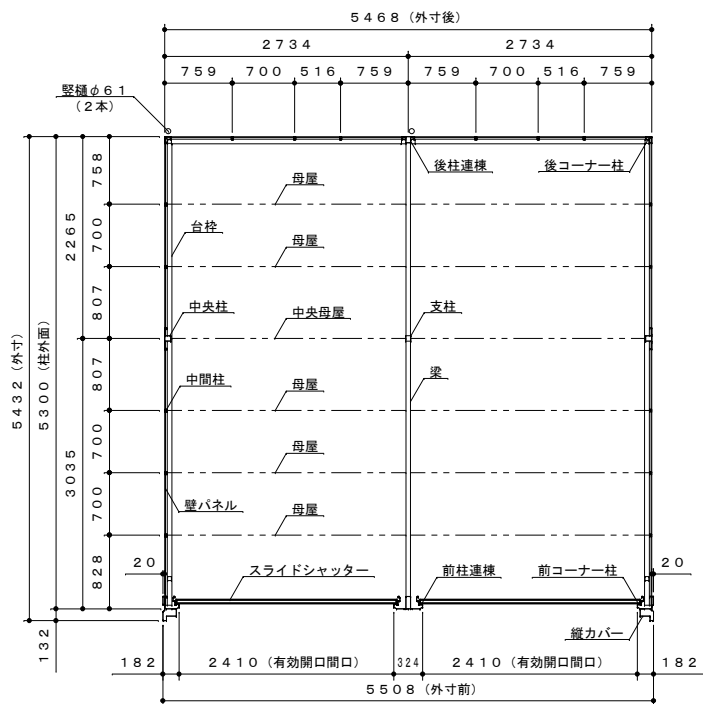 ５４６８（外寸後）
２７３４
２７３４
７５９
７００
５１６
７５９
７５９
７００
５１６
７５９
竪樋φ６１
（２本）
後柱連棟
後コーナー柱
７５８
母屋
２２６５
７００
台枠
母屋
８０７
中央柱
中央母屋
支柱
５４３２（外寸）
５３００（柱外面）
８０７
中間柱
母屋
梁
３０３５
７００
母屋
７００
壁パネル
母屋
８２８
２０
スライドシャッター
前柱連棟
前コーナー柱
２０
縦カバー
１３２
１８２
２４１０（有効開口間口）
３２４
２４１０（有効開口間口）
１８２
５５０８（外寸前）